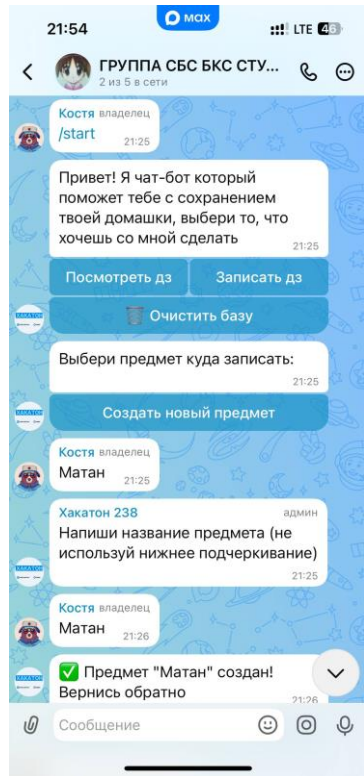 21:54
max
LTE 46
ГРУППА СБС БКС СТУ...
2 из 5 в сети
Костя владелец
/start
21:25
Привет! Я чат-бот который
поможет тебе с сохранением
твоей домашки, выбери то, что
хочешь со мной сделать
21:25
Посмотреть дз
Записать дз
Очистить базу
Выбери предмет куда записать:
21:25
Создать новый предмет
Костя владелец
Матан
21:25
Хакатон 238 админ
Напиши название предмета (не
используй нижнее подчеркивание)
21:25
Костя владелец
Матан
21:26
Предмет "Матан" создан!
Вернись обратно
21:26
Сообщение